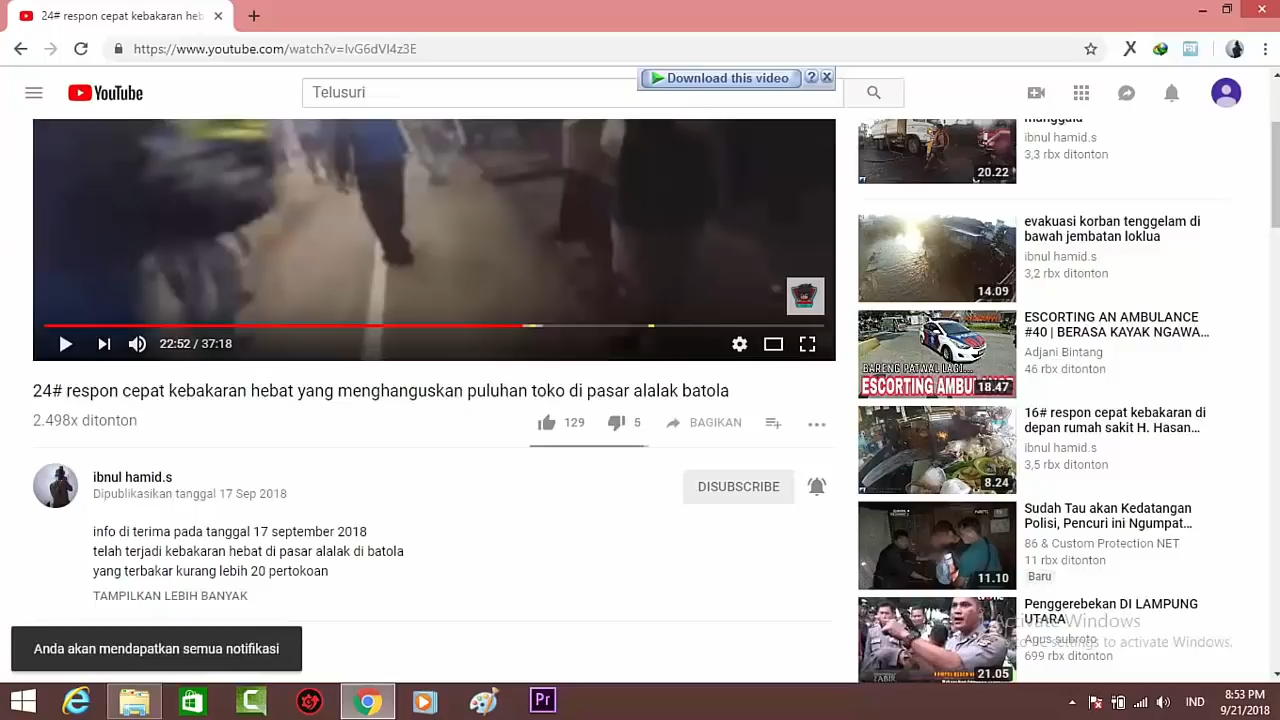 24# respon cepat kebakaran heb
https://www.youtube.com/watch?v=IvG6dVI4z3E
Download this video
YouTube
Telusuri
22:52 / 37:18
24# respon cepat kebakaran hebat yang menghanguskan puluhan toko di pasar alalak batola
2.498x ditonton
129
5
BAGIKAN
ibnul hamid.s
Dipublikasikan tanggal 17 Sep 2018
DISUBSCRIBE
info di terima pada tanggal 17 september 2018
telah terjadi kebakaran hebat di pasar alalak di batola
yang terbakar kurang lebih 20 pertokoan
TAMPILKAN LEBIH BANYAK
Anda akan mendapatkan semua notifikasi
manggala
ibnul hamid.s
3,3 rbx ditonton
20.22
evakuasi korban tenggelam di
bawah jembatan loklua
ibnul hamid.s
3,2 rbx ditonton
14.09
ESCORTING AN AMBULANCE
#40 | BERASA KAYAK NGAWA...
Adjani Bintang
46 rbx ditonton
BARENG PATWAL LAGI...
ESCORTING AMBULANCE
18.47
16# respon cepat kebakaran di
depan rumah sakit H. Hasan...
ibnul hamid.s
3,5 rbx ditonton
8.24
Sudah Tau akan Kedatangan
Polisi, Pencuri ini Ngumpat...
86 & Custom Protection NET
11 rbx ditonton
Baru
11.10
Penggerebekan DI LAMPUNG
UTARA
Agus subroto
699 rbx ditonton
21.05
Activate Windows
to PC settings to activate Windows.
Pr
IND
8:53 PM
9/21/2018